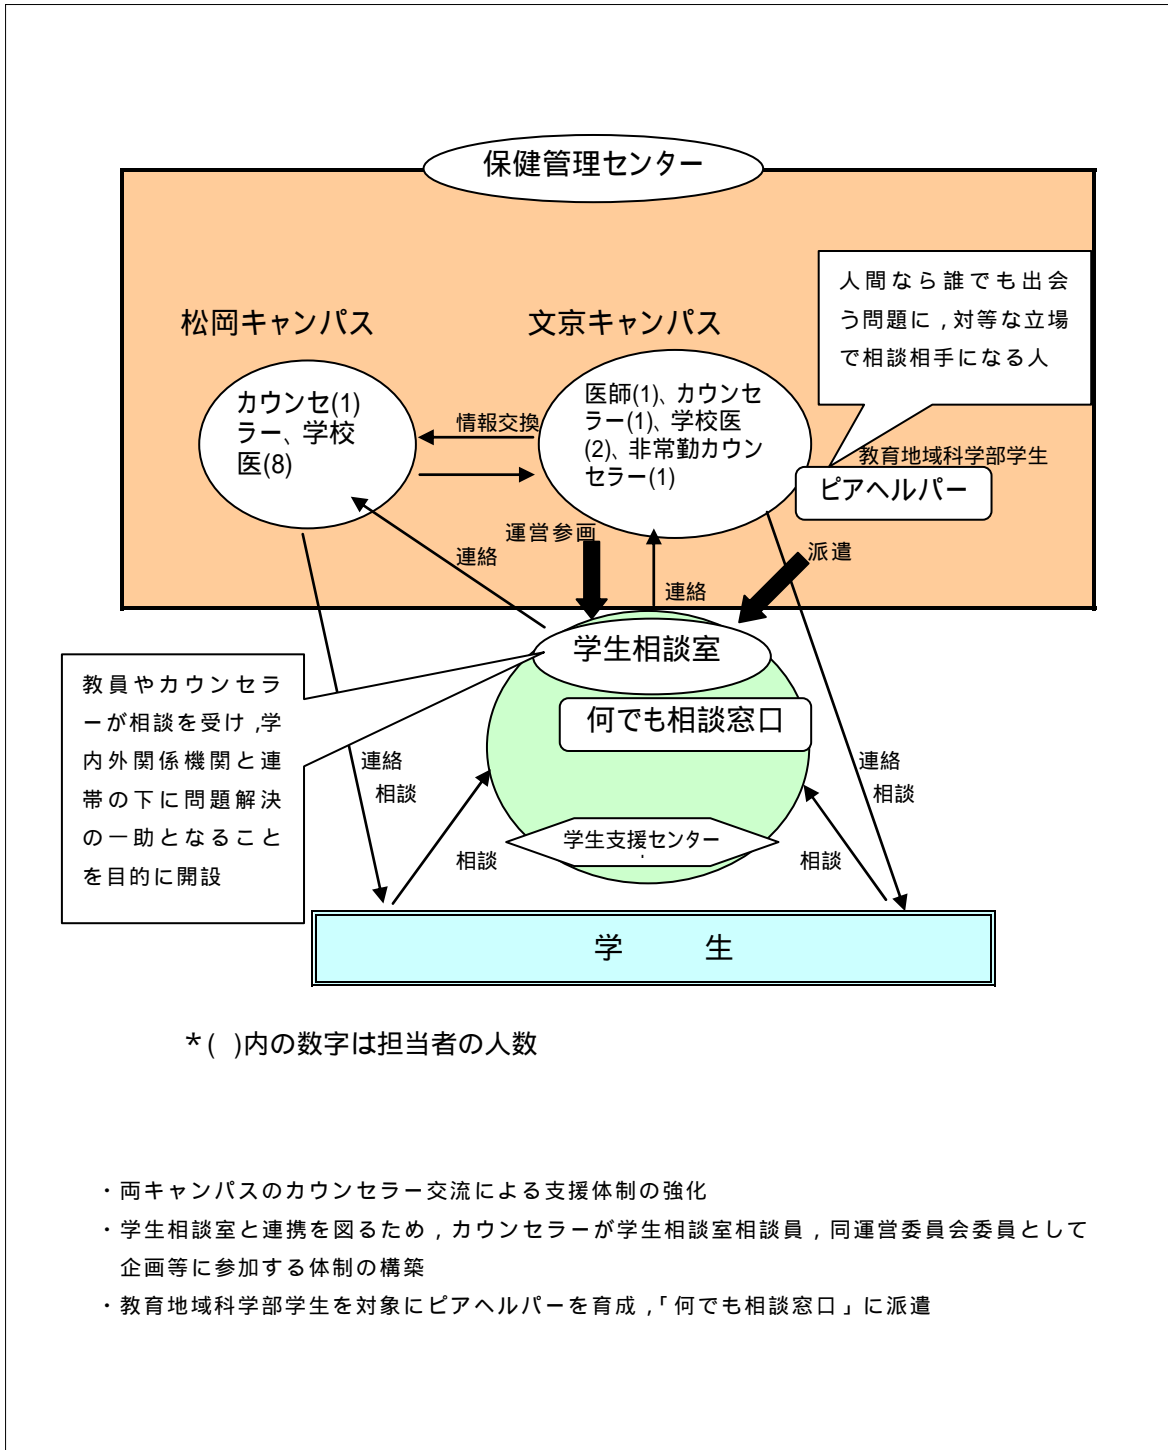 保健管理センター
人間なら誰でも出会
う問題に，対等な立場
で相談相手になる人
松岡キャンパス
文京キャンパス
カウンセ(1)
ラー、学校
医(8)
情報交換
医師(1)、カウンセ
ラー(1)、学校医
(2)、非常勤カウン
セラー(1)
教育地域科学部学生
ピアヘルパー
運営参画
連絡
連絡
派遣
学生相談室
何でも相談窓口
教員やカウンセラ
ーが相談を受け，学
内外関係機関と連
帯の下に問題解決
の一助となること
を目的に開設
連絡
相談
連絡
相談
相談
学生支援センター
相談
学　　生
*(　)内の数字は担当者の人数
・両キャンパスのカウンセラー交流による支援体制の強化
・学生相談室と連携を図るため，カウンセラーが学生相談室相談員，同運営委員会委員として
企画等に参加する体制の構築
・教育地域科学部学生を対象にピアヘルパーを育成，「何でも相談窓口」に派遣